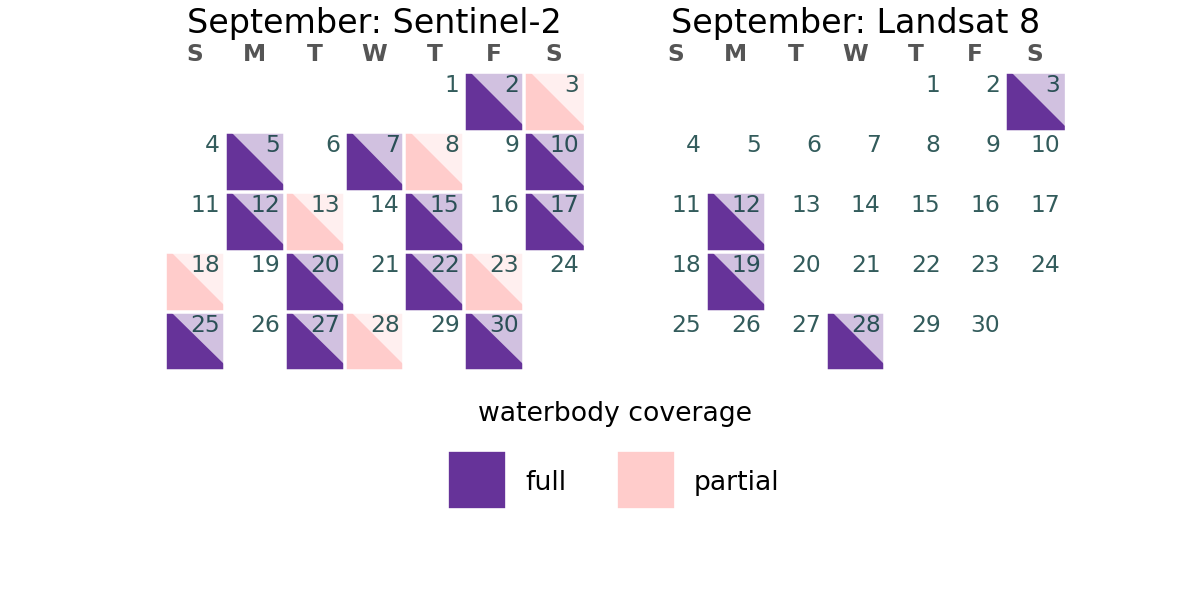 September: Sentinel-2
S M T W T F S
1 2 3
4 5 6 7 8 9 10
11 12 13 14 15 16 17
18 19 20 21 22 23 24
25 26 27 28 29 30
September: Landsat 8
S M T W T F S
1 2 3
4 5 6 7 8 9 10
11 12 13 14 15 16 17
18 19 20 21 22 23 24
25 26 27 28 29 30
waterbody coverage
full
partial